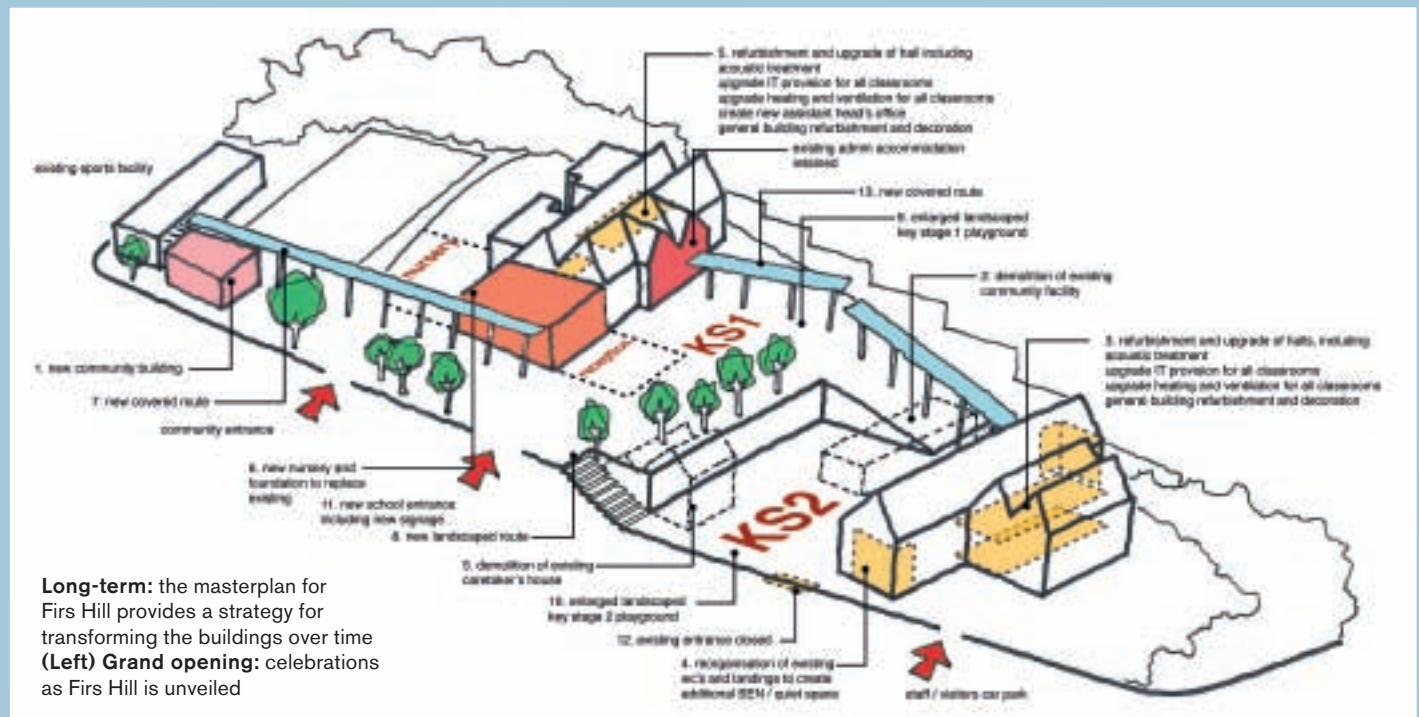 5. refurbishment and upgrade of hall including
acoustic treatment
upgrade IT provision for all classrooms
upgrade heating and ventilation for all classrooms
create new assistant head's office
general building refurbishment and decoration
existing admin accommodation
retained
existing sports facility
13. new covered route
9. enlarged landscaped
key stage 1 playground
2. demolition of existing
community facility
3. refurbishment and upgrade of halls, including
acoustic treatment
upgrade IT provision for all classrooms
upgrade heating and ventilation for all classrooms
general building refurbishment and decoration
nursery
KS1
reception
1. new community building
7. new covered route
community entrance
6. new nursery and
foundation to replace
existing
11. new school entrance
including new signage
8. new landscaped route
KS2
demolition of existing
caretaker's house
10. enlarged landscaped
key stage 2 playground
12. existing entrance closed
4. reorganisation of existing
wc's and landings to create
additional SEN / quiet space
staff / visitors car park
Long-term: the masterplan for
Firs Hill provides a strategy for
transforming the buildings over time
(Left) Grand opening: celebrations
as Firs Hill is unveiled